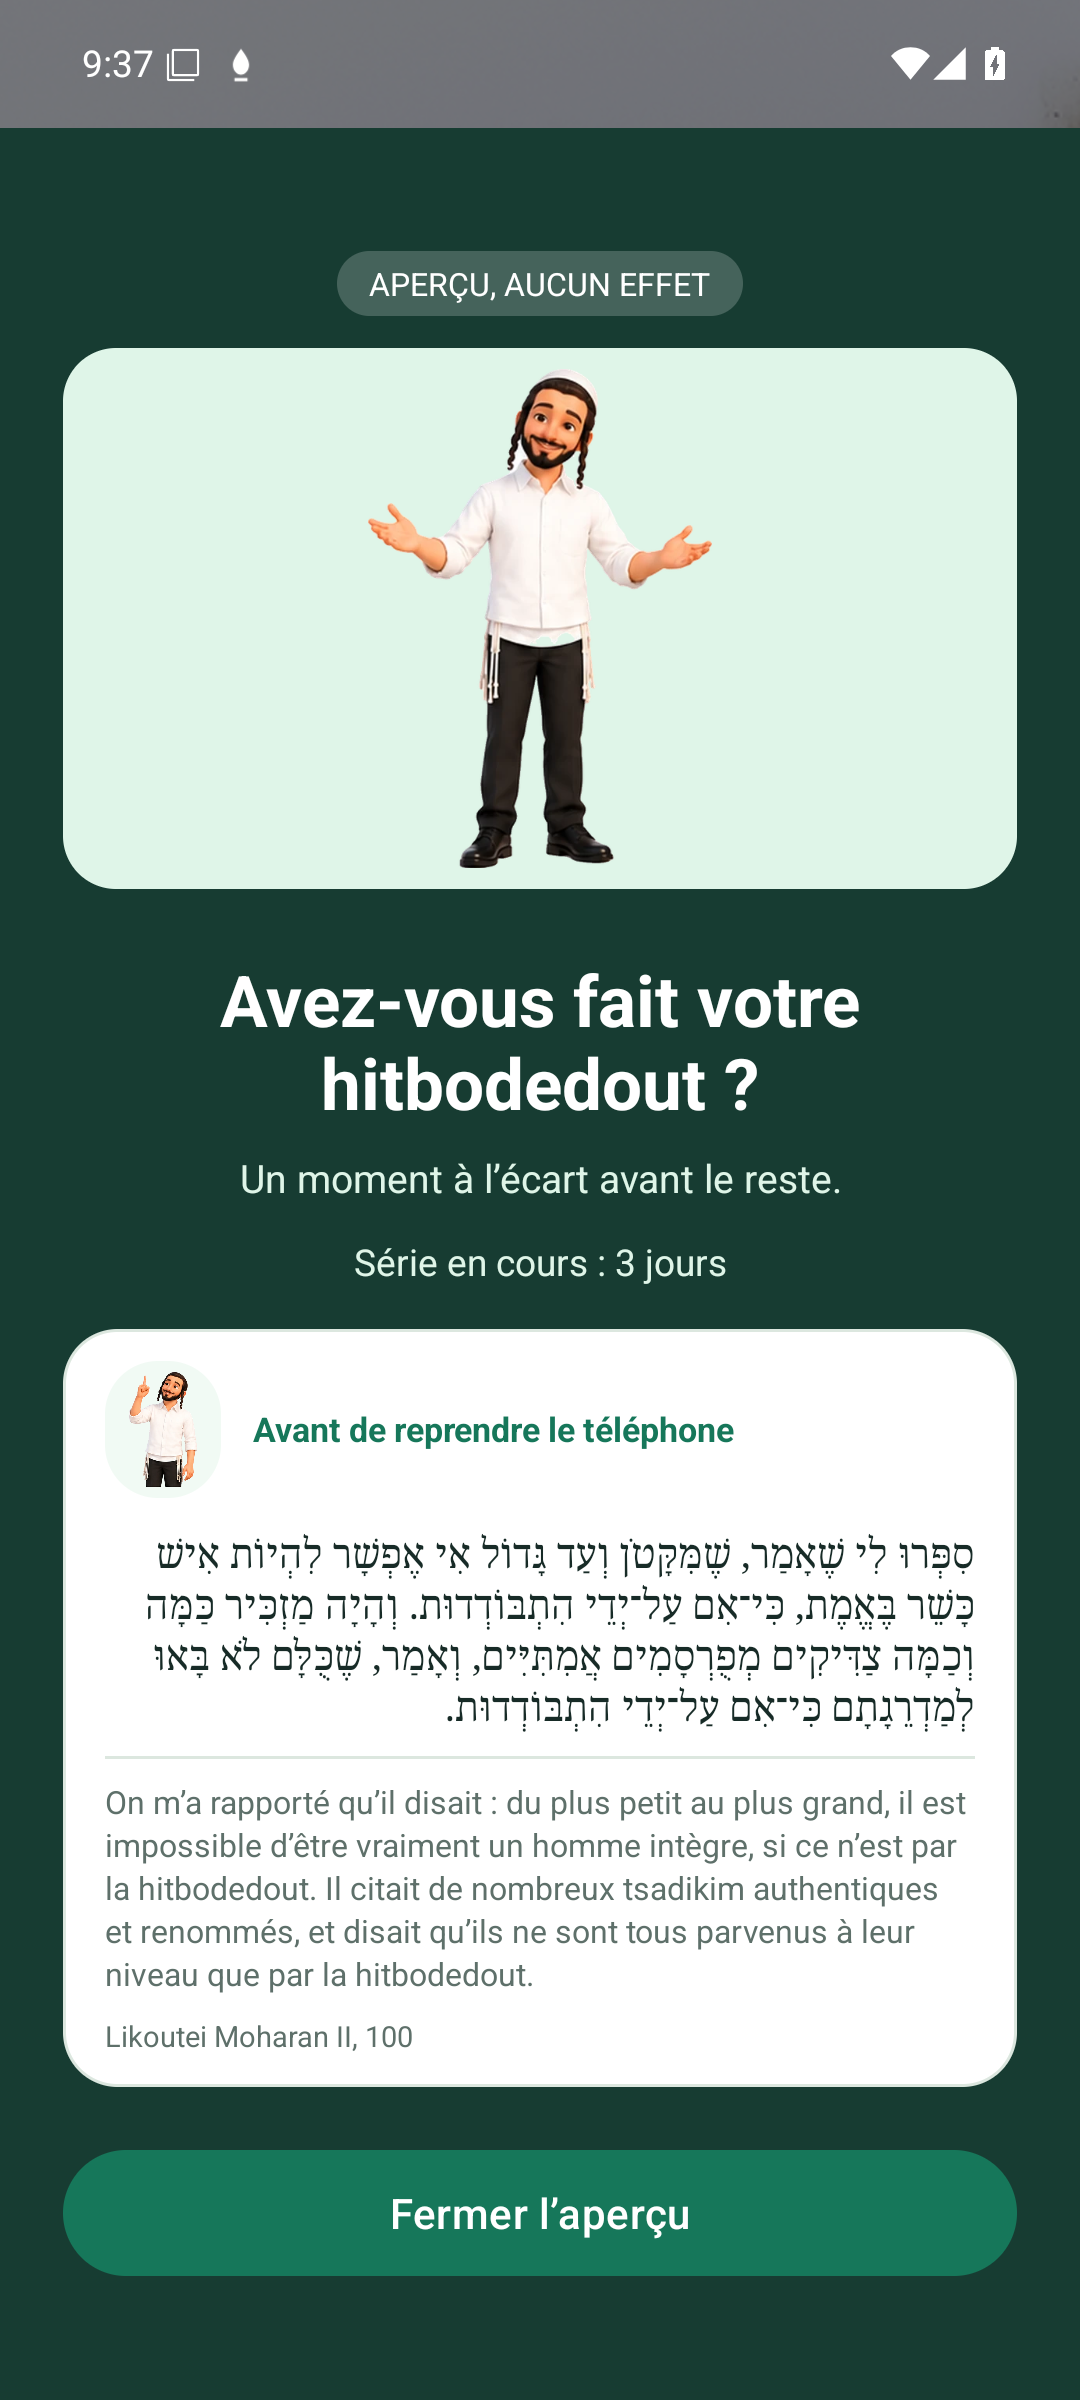 9:37
APERÇU, AUCUN EFFET
Avez-vous fait votre
hitbodedout ?
Un moment à l’écart avant le reste.
Série en cours : 3 jours
Avant de reprendre le téléphone
סִפְּרוּ לִי שֶׁאָמַר, שֶׁמִּקָּטֹן וְעַד גָּדוֹל אִי אֶפְשָׁר לִהְיוֹת אִישׁ
כָּשֵׁר בֶּאֱמֶת, כִּי־אִם עַל־יְדֵי הִתְבּוֹדְדוּת. וְהָיָה מַזְכִּיר כַּמָּה
וְכַמָּה צַדִּיקִים מְפֻרְסָמִים אֲמִתִּיִּים, וְאָמַר, שֶׁכֻּלָּם לֹא בָּאוּ
לְמַדְרֵגָתָם כִּי־אִם עַל־יְדֵי הִתְבּוֹדְדוּת.
On m’a rapporté qu’il disait : du plus petit au plus grand, il est
impossible d’être vraiment un homme intègre, si ce n’est par
la hitbodedout. Il citait de nombreux tsadikim authentiques
et renommés, et disait qu’ils ne sont tous parvenus à leur
niveau que par la hitbodedout.
Likoutei Moharan II, 100
Fermer l’aperçu